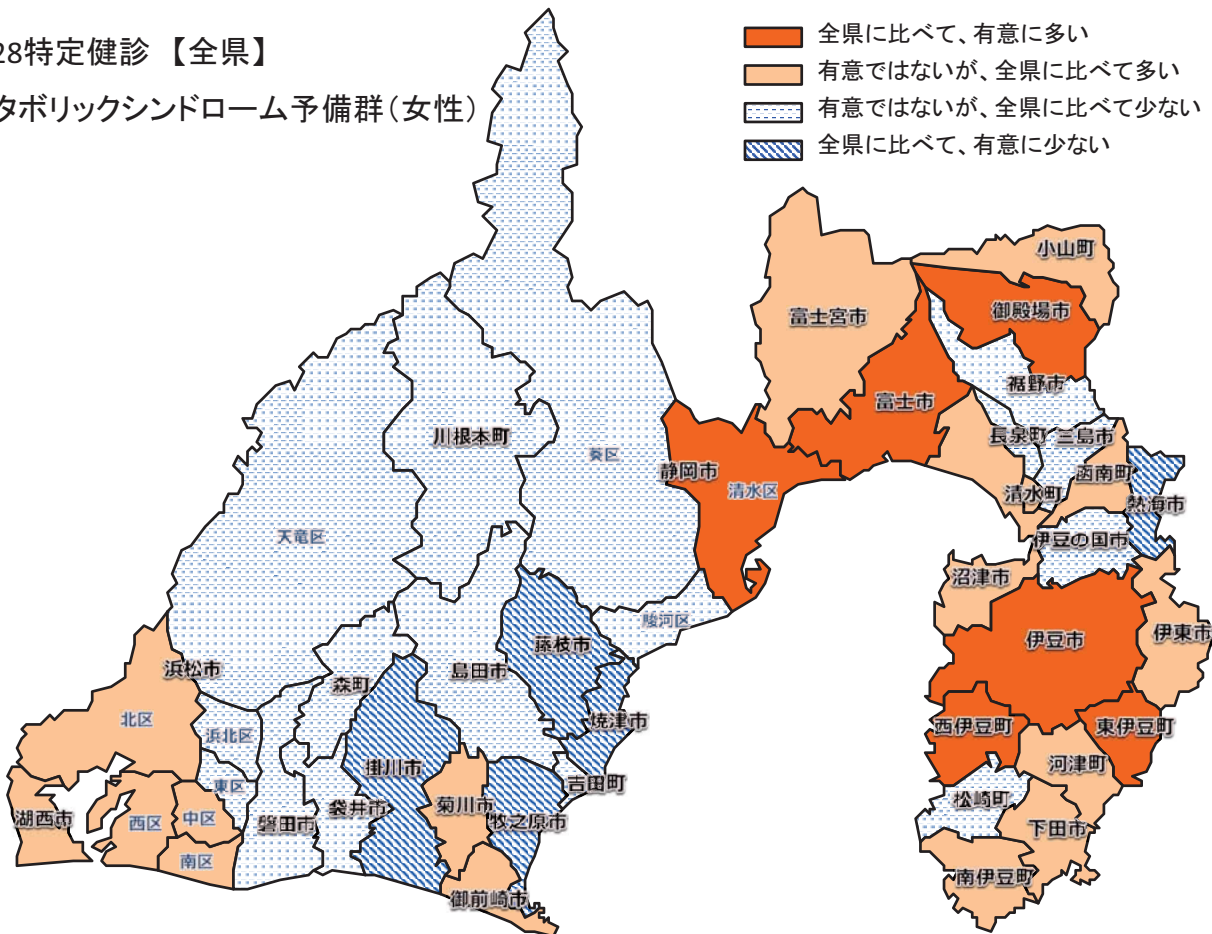 28特定健診 【全県】
タボリックシンドローム予備群(女性)
全県に比べて、有意に多い
有意ではないが、全県に比べて多い
有意ではないが、全県に比べて少ない
全県に比べて、有意に少ない
小山町
御殿場市
富士宮市
裾野市
富士市
長泉町
三島市
川根本町
葵区
静岡市
清水区
函南町
清水町
熱海市
天竜区
伊豆の国市
沼津市
駿河区
藤枝市
伊豆市
伊東市
浜松市
島田市
森町
北区
浜北区
焼津市
西伊豆町
東伊豆町
掛川市
河津町
東区
吉田町
湖西市
西区
中区
磐田市
袋井市
菊川市
牧之原市
松崎町
下田市
南区
御前崎市
南伊豆町